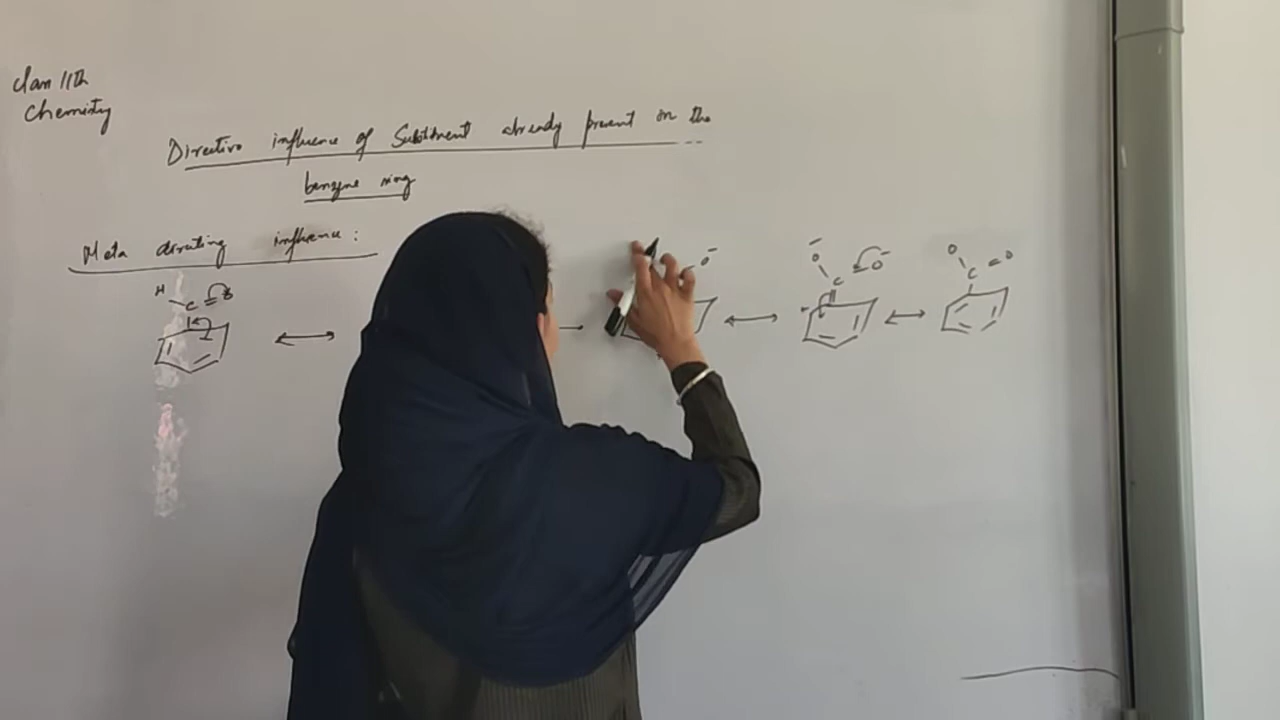 Class 11th
Chemistry
Directive influence of Substituent already present on the
benzene ring
Meta directing influence:
H C O
O⁻
O⁻ C O⁻
O C O